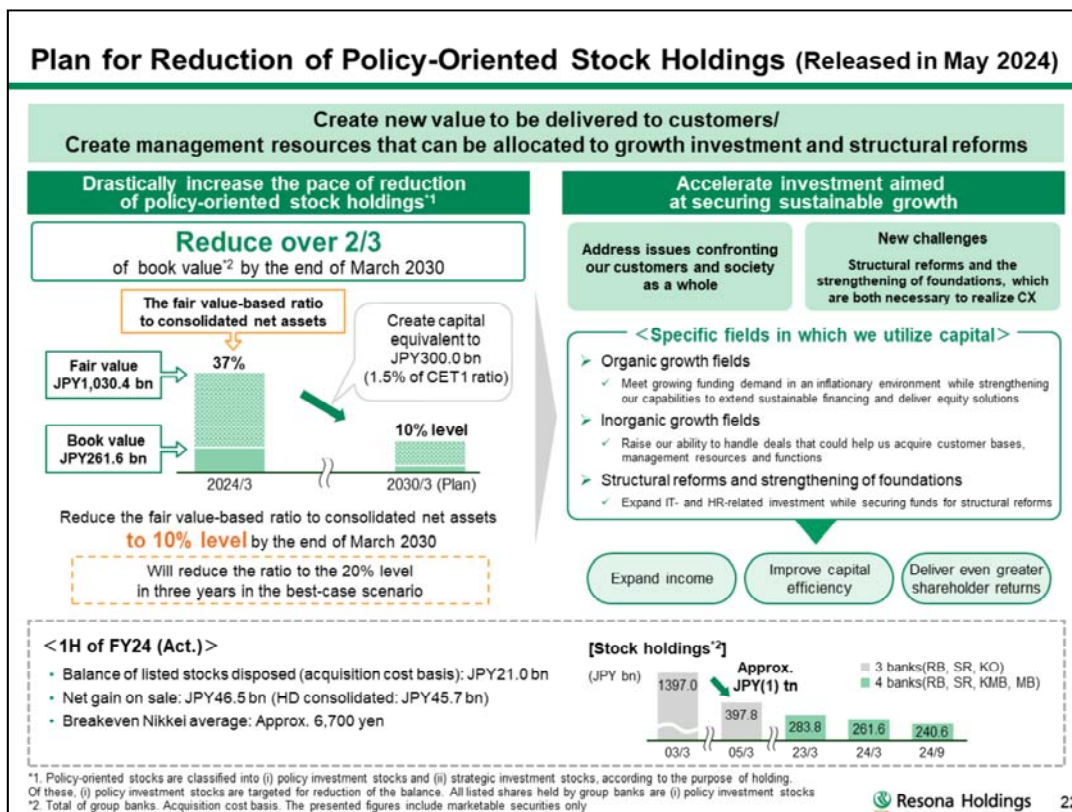 Plan for Reduction of Policy-Oriented Stock Holdings (Released in May 2024)
Create new value to be delivered to customers/
Create management resources that can be allocated to growth investment and structural reforms
Drastically increase the pace of reduction
of policy-oriented stock holdings*1
Reduce over 2/3
of book value*2 by the end of March 2030
The fair value-based ratio
to consolidated net assets
Create capital
equivalent to
JPY300.0 bn
(1.5% of CET1 ratio)
Fair value
JPY1,030.4 bn
37%
Book value
JPY261.6 bn
10% level
2024/3
2030/3 (Plan)
Reduce the fair value-based ratio to consolidated net assets
to 10% level by the end of March 2030
Will reduce the ratio to the 20% level
in three years in the best-case scenario
Accelerate investment aimed
at securing sustainable growth
Address issues confronting
our customers and society
as a whole
New challenges
Structural reforms and the
strengthening of foundations, which
are both necessary to realize CX
<Specific fields in which we utilize capital>
➢ Organic growth fields
✓ Meet growing funding demand in an inflationary environment while strengthening
our capabilities to extend sustainable financing and deliver equity solutions
➢ Inorganic growth fields
✓ Raise our ability to handle deals that could help us acquire customer bases,
management resources and functions
➢ Structural reforms and strengthening of foundations
✓ Expand IT- and HR-related investment while securing funds for structural reforms
Expand income
Improve capital
efficiency
Deliver even greater
shareholder returns
<1H of FY24 (Act.)>
• Balance of listed stocks disposed (acquisition cost basis): JPY21.0 bn
• Net gain on sale: JPY46.5 bn (HD consolidated: JPY45.7 bn)
• Breakeven Nikkei average: Approx. 6,700 yen
[Stock holdings*2]
(JPY bn)
Approx.
JPY(1) tn
3 banks(RB, SR, KO)
4 banks(RB, SR, KMB, MB)
1397.0
397.8
283.8
261.6
240.6
03/3
05/3
23/3
24/3
24/9
*1. Policy-oriented stocks are classified into (i) policy investment stocks and (ii) strategic investment stocks, according to the purpose of holding.
Of these, (i) policy investment stocks are targeted for reduction of the balance. All listed shares held by group banks are (i) policy investment stocks
*2. Total of group banks. Acquisition cost basis. The presented figures include marketable securities only
Resona Holdings